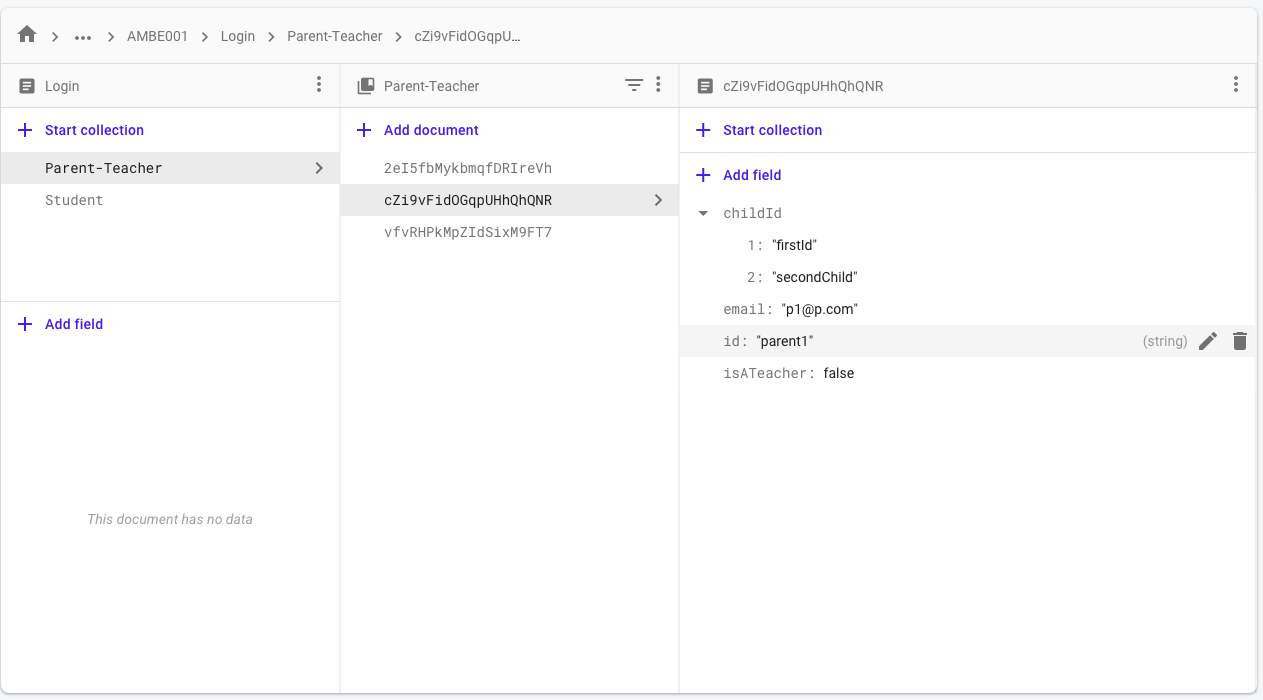 ... AMBE001 Login Parent-Teacher cZi9vFidOGqpU...
Login
Start collection
Parent-Teacher
Student
Add field
This document has no data
Parent-Teacher
Add document
2eI5fbMykbmqfDRIreVh
cZi9vFidOGqpUHhQhQNR
vfvRHPkMpZIdSixM9FT7
cZi9vFidOGqpUHhQhQNR
Start collection
Add field
childId
1: "firstId"
2: "secondChild"
email: "p1@p.com"
id: "parent1" (string)
isATeacher: false